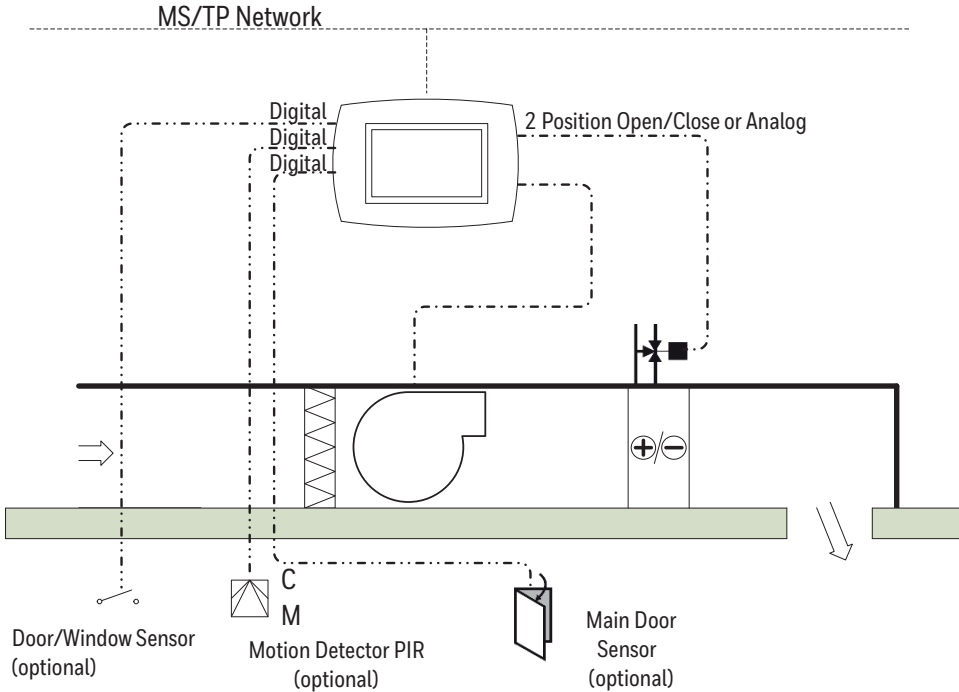 MS/TP Network
Digital
Digital
Digital
2 Position Open/Close or Analog
+/−
C
M
Door/Window Sensor
(optional)
Motion Detector PIR
(optional)
Main Door
Sensor
(optional)